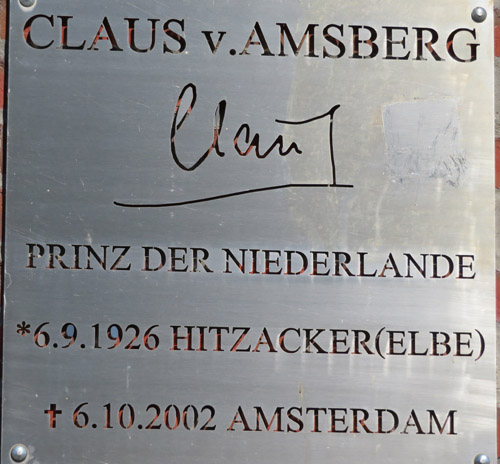 CLAUS v.AMSBERG
Claus
PRINZ DER NIEDERLANDE
*6.9.1926 HITZACKER(ELBE)
✝ 6.10.2002 AMSTERDAM